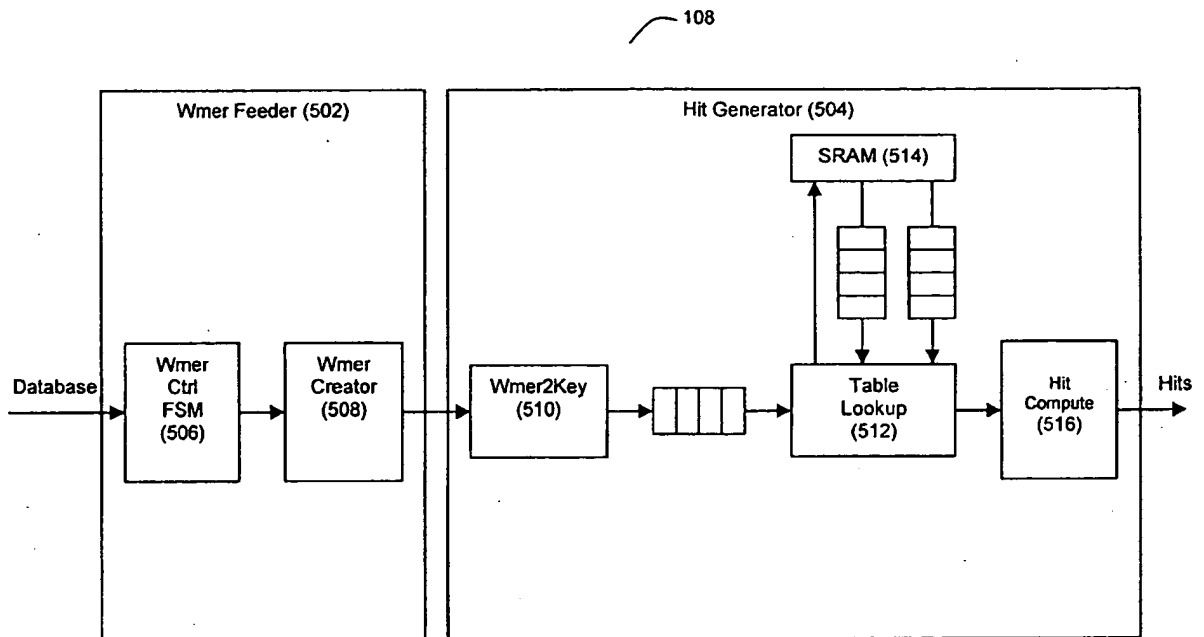 108
Wmer Feeder (502)
Hit Generator (504)
SRAM (514)
Database
Wmer
Ctrl
FSM
(506)
Wmer
Creator
(508)
Wmer2Key
(510)
Table
Lookup
(512)
Hit
Compute
(516)
Hits